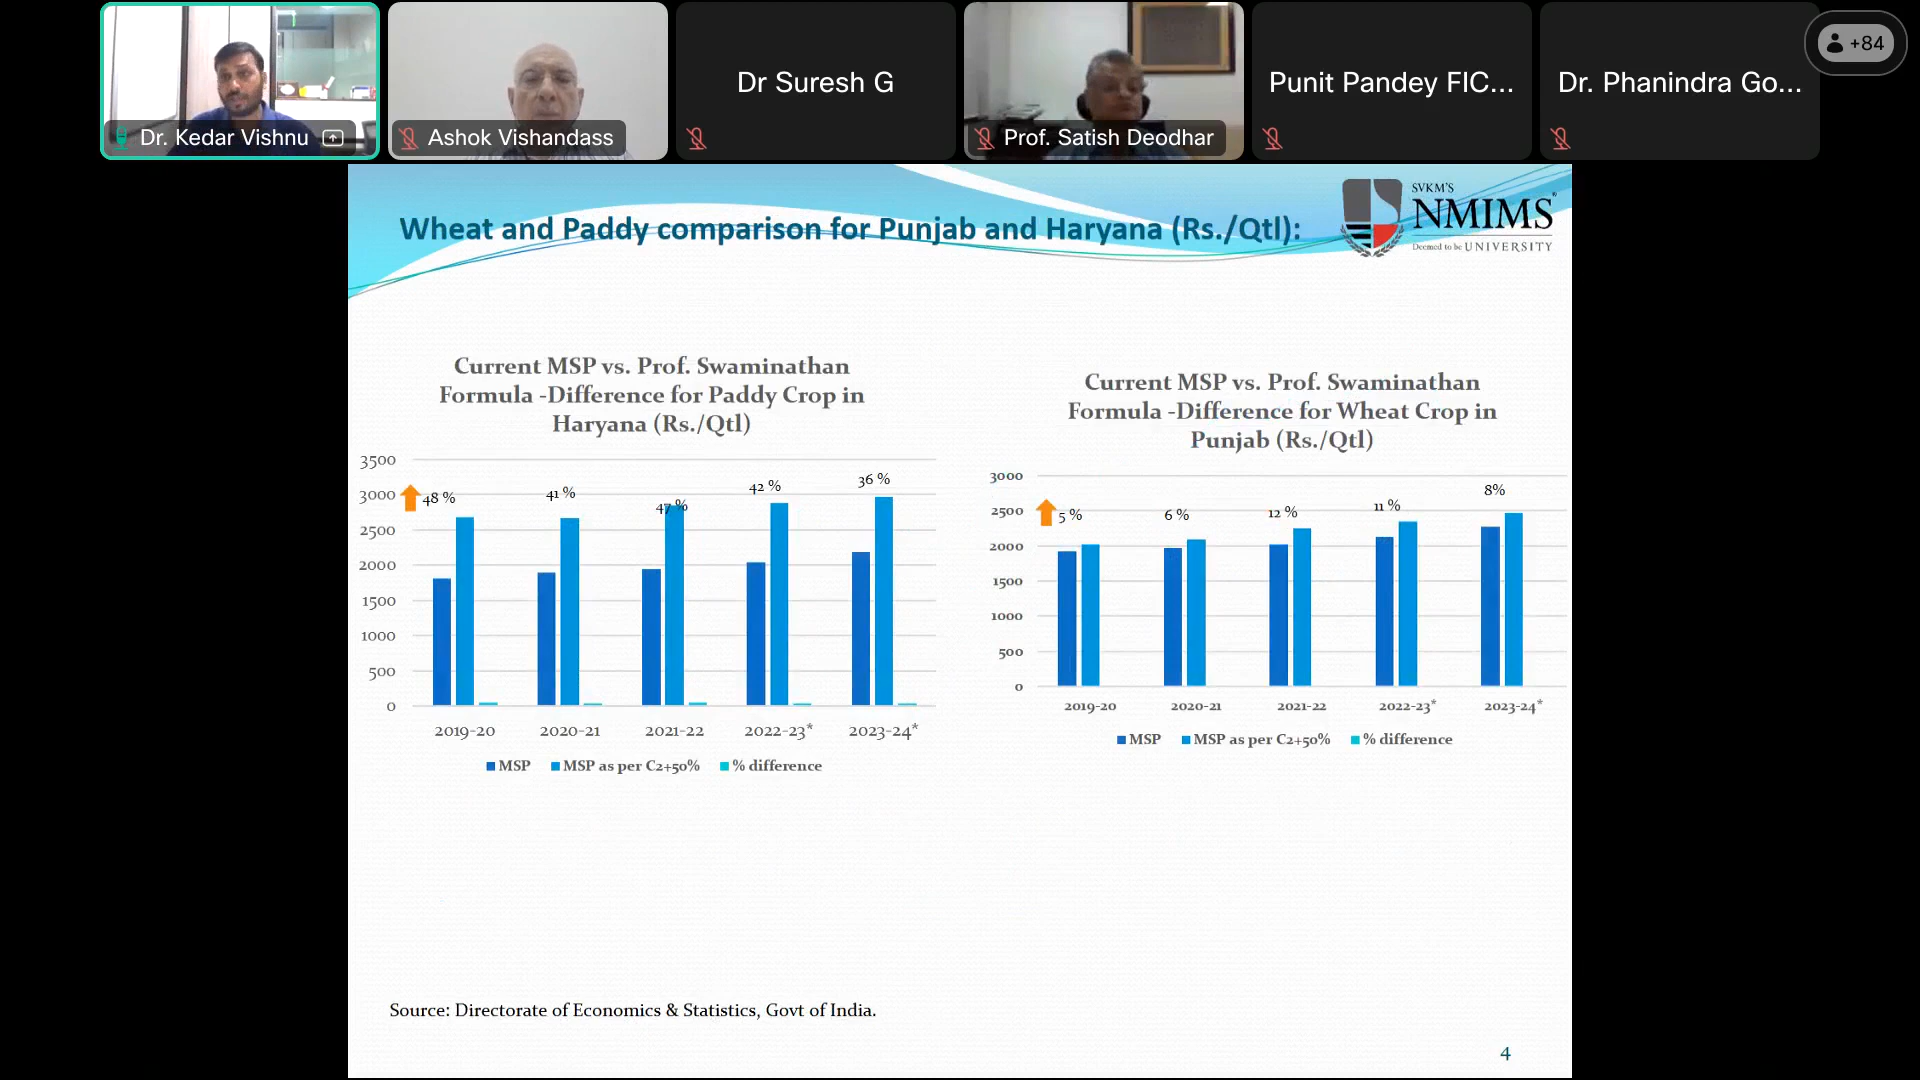 Dr. Kedar Vishnu
Ashok Vishandass
Dr Suresh G
Prof. Satish Deodhar
Punit Pandey FIC...
Dr. Phanindra Go...
+84
Wheat and Paddy comparison for Punjab and Haryana (Rs./Qtl):
SVKM'S
NMIMS®
Deemed to be UNIVERSITY
Current MSP vs. Prof. Swaminathan
Formula -Difference for Paddy Crop in
Haryana (Rs./Qtl)
3500
3000
2500
2000
1500
1000
500
0
48 %
41 %
47 %
42 %
36 %
2019-20
2020-21
2021-22
2022-23*
2023-24*
MSP
MSP as per C2+50%
% difference
Current MSP vs. Prof. Swaminathan
Formula -Difference for Wheat Crop in
Punjab (Rs./Qtl)
3000
2500
2000
1500
1000
500
0
5 %
6 %
12 %
11 %
8%
2019-20
2020-21
2021-22
2022-23*
2023-24*
MSP
MSP as per C2+50%
% difference
Source: Directorate of Economics & Statistics, Govt of India.
4